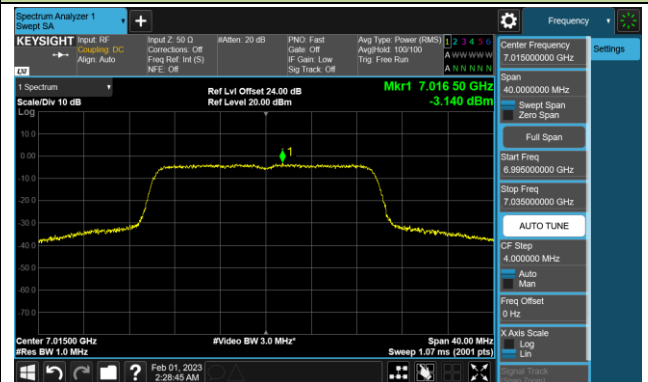 Spectrum Analyzer 1
Swept SA
+
Frequency
KEYSIGHT
Input: RF
Coupling: DC
Align: Auto
Input Z: 50 Ω
Corrections: Off
Freq Ref: Int (S)
NFE: Off
#Atten: 20 dB
PNO: Fast
Gate: Off
IF Gain: Low
Sig Track: Off
Avg Type: Power (RMS)
Avg|Hold: 100/100
Trig: Free Run
1 2 3 4 5 6
A W W W W W
A N N N N N
LXI
1 Spectrum
Scale/Div 10 dB
Log
Ref Lvl Offset 24.00 dB
Ref Level 20.00 dBm
Mkr1 7.016 50 GHz
-3.140 dBm
10.0
0.00
-10.0
-20.0
-30.0
-40.0
-50.0
-60.0
-70.0
1
Center 7.01500 GHz
#Res BW 1.0 MHz
#Video BW 3.0 MHz*
Span 40.00 MHz
Sweep 1.07 ms (2001 pts)
Center Frequency
7.015000000 GHz
Settings
Span
40.0000000 MHz
Swept Span
Zero Span
Full Span
Start Freq
6.995000000 GHz
Stop Freq
7.035000000 GHz
AUTO TUNE
CF Step
4.000000 MHz
Auto
Man
Freq Offset
0 Hz
X Axis Scale
Log
Lin
Signal Track
?
Feb 01, 2023
2:28:45 AM